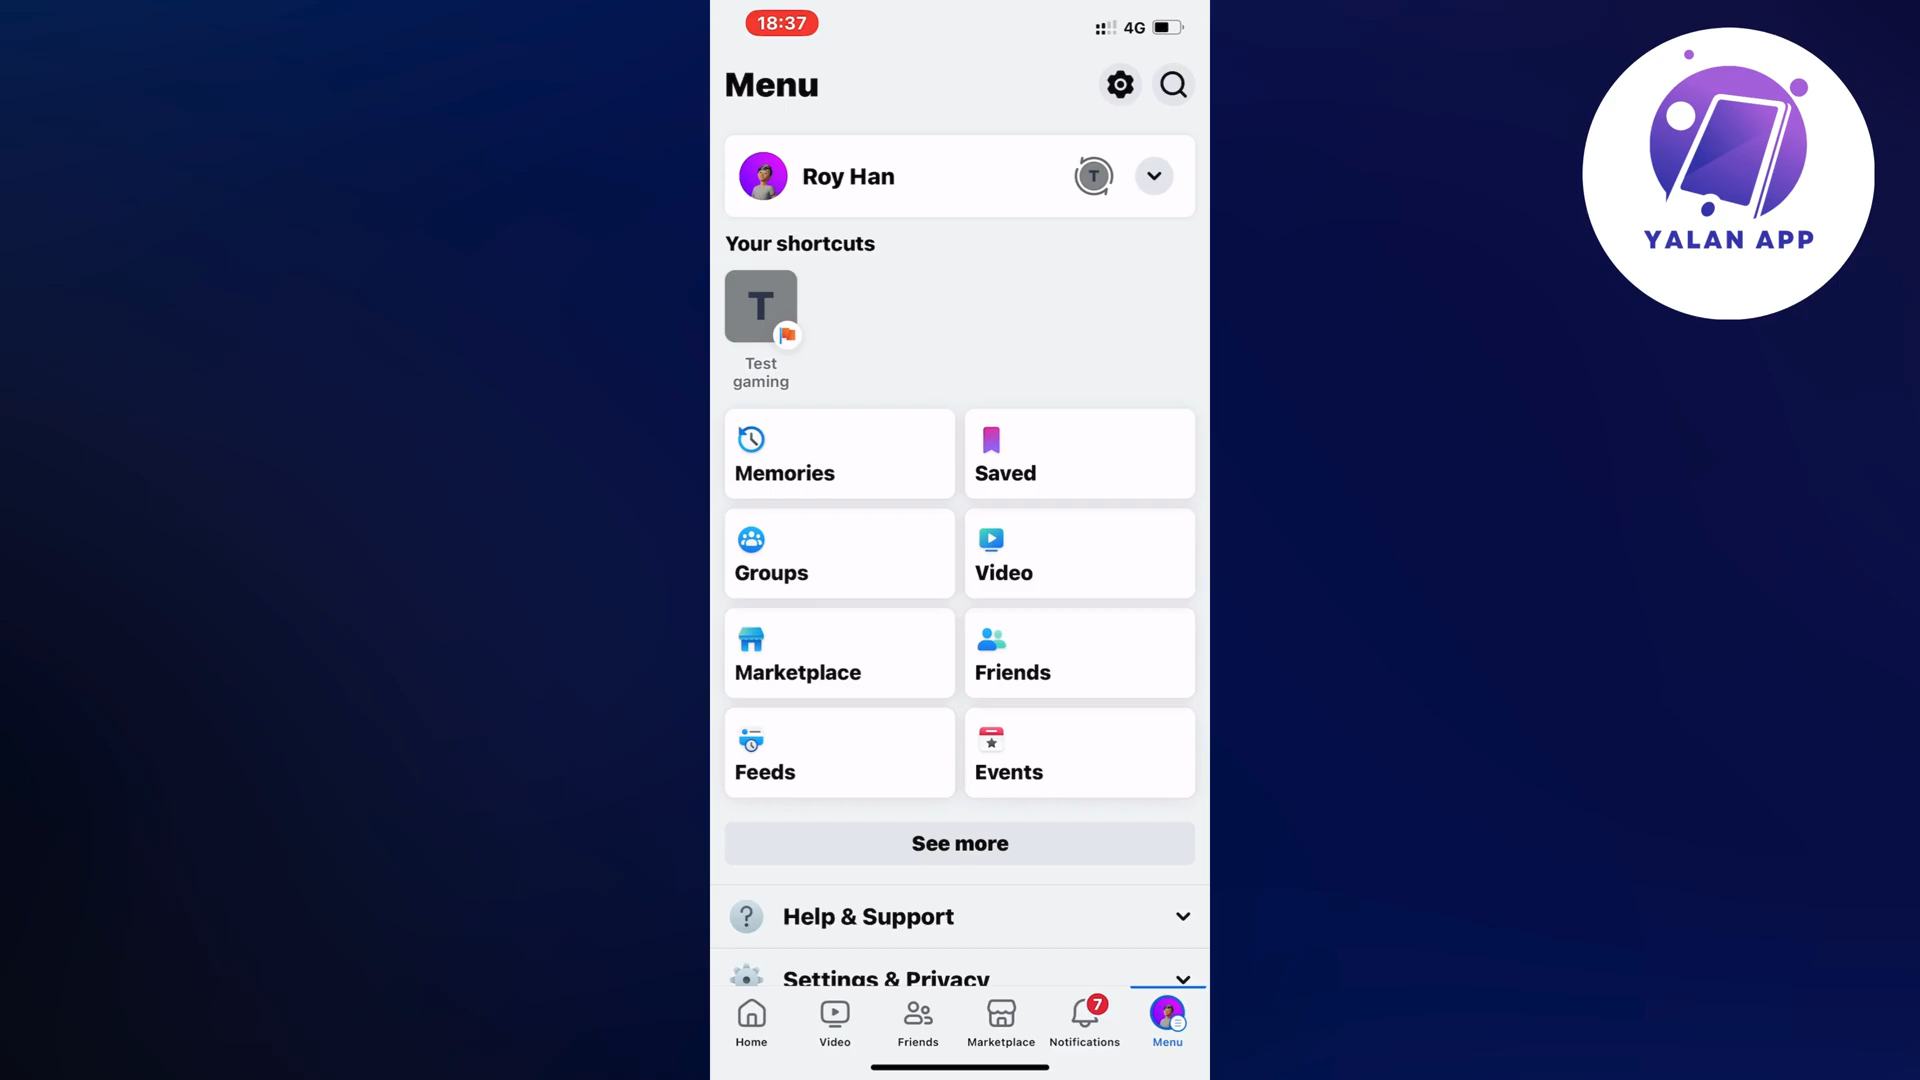 18:37
4G
Menu
Roy Han
T
Your shortcuts
T
Test
gaming
Memories
Saved
Groups
Video
Marketplace
Friends
Feeds
Events
See more
? Help & Support
Settings & Privacy
7
Home
Video
Friends
Marketplace
Notifications
Menu
YALAN APP